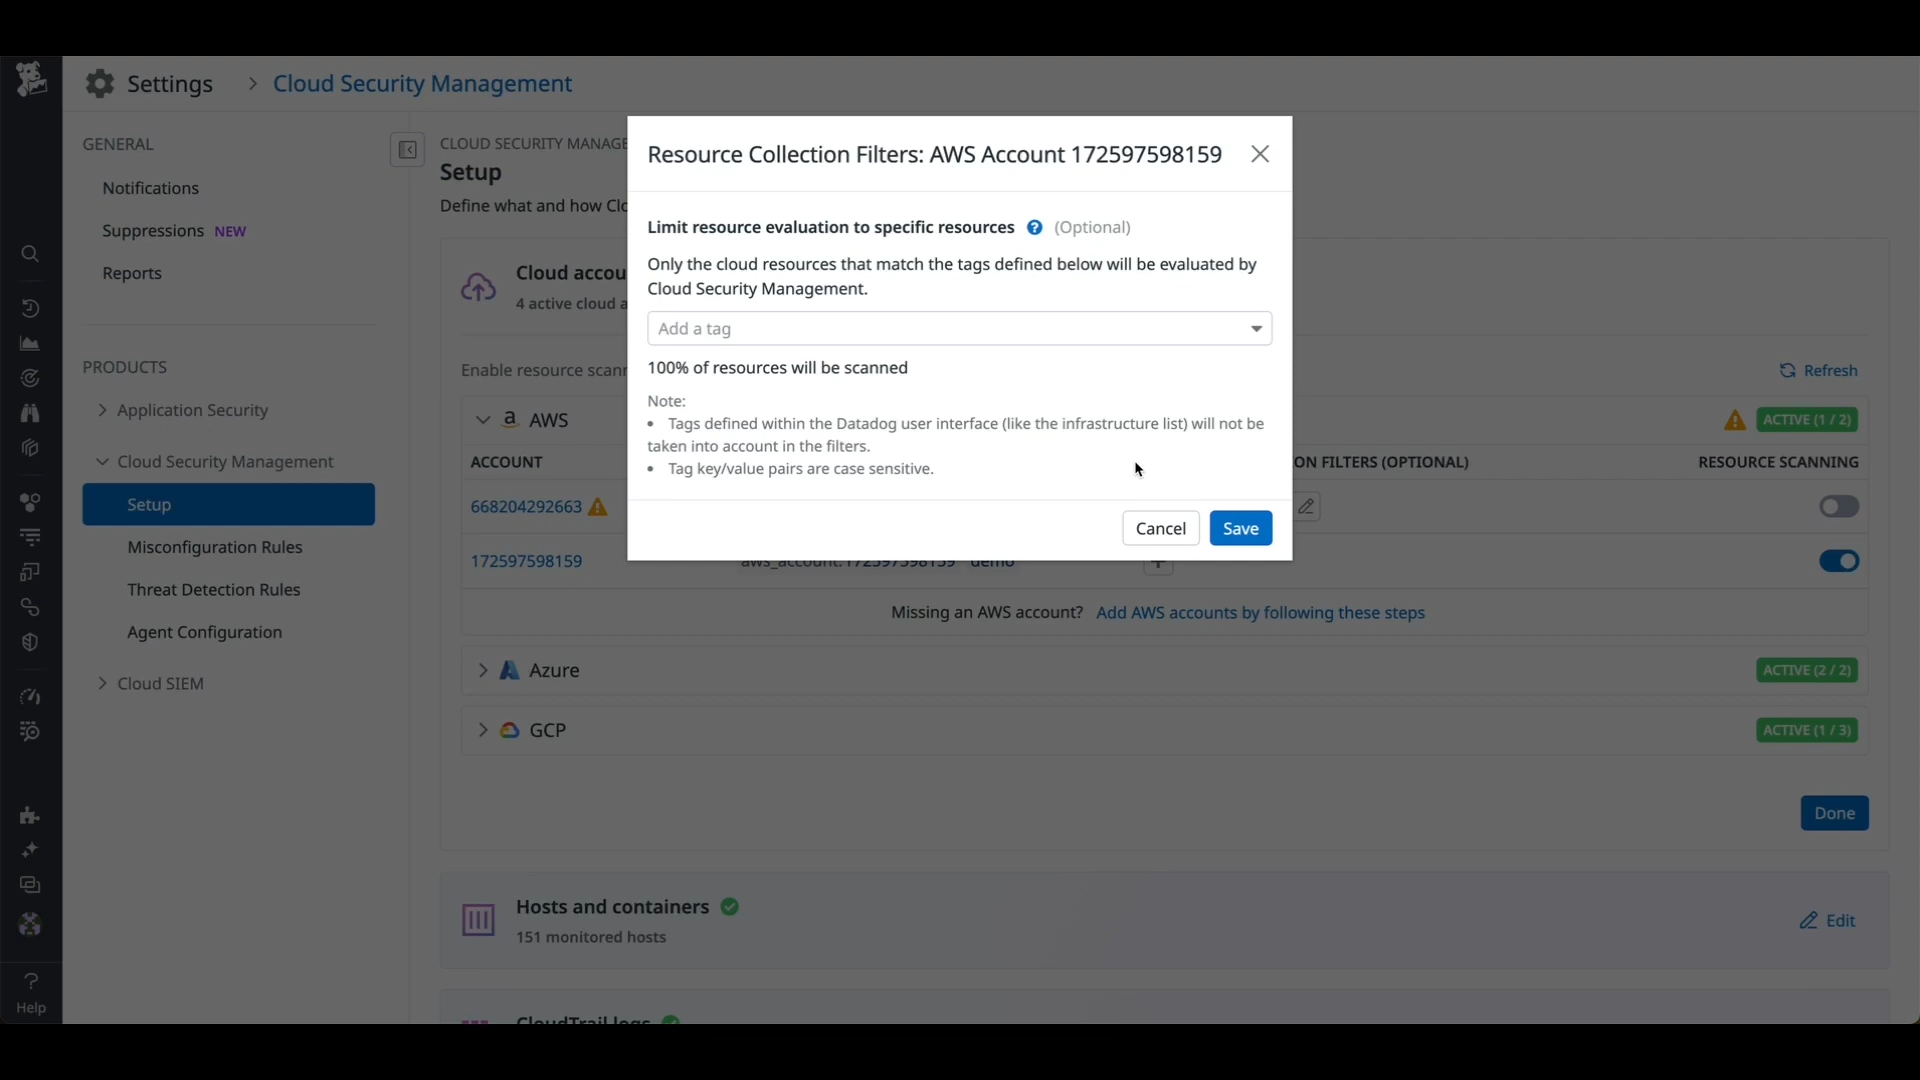 Settings > Cloud Security Management
GENERAL
Notifications
Suppressions NEW
Reports
PRODUCTS
Application Security
Cloud Security Management
Setup
Misconfiguration Rules
Threat Detection Rules
Agent Configuration
Cloud SIEM
Help
CLOUD SECURITY MANAGE
Setup
Define what and how Clo
Cloud accou
4 active cloud a
Enable resource scann
Refresh
a AWS
ACTIVE (1 / 2)
ACCOUNT
ON FILTERS (OPTIONAL)
RESOURCE SCANNING
668204292663
172597598159
aws_account:172597598159 demo
Missing an AWS account? Add AWS accounts by following these steps
Azure
ACTIVE (2 / 2)
GCP
ACTIVE (1 / 3)
Done
Hosts and containers
151 monitored hosts
Edit
CloudTrail logs
Resource Collection Filters: AWS Account 172597598159
Limit resource evaluation to specific resources ? (Optional)
Only the cloud resources that match the tags defined below will be evaluated by
Cloud Security Management.
Add a tag
100% of resources will be scanned
Note:
• Tags defined within the Datadog user interface (like the infrastructure list) will not be
taken into account in the filters.
• Tag key/value pairs are case sensitive.
Cancel
Save